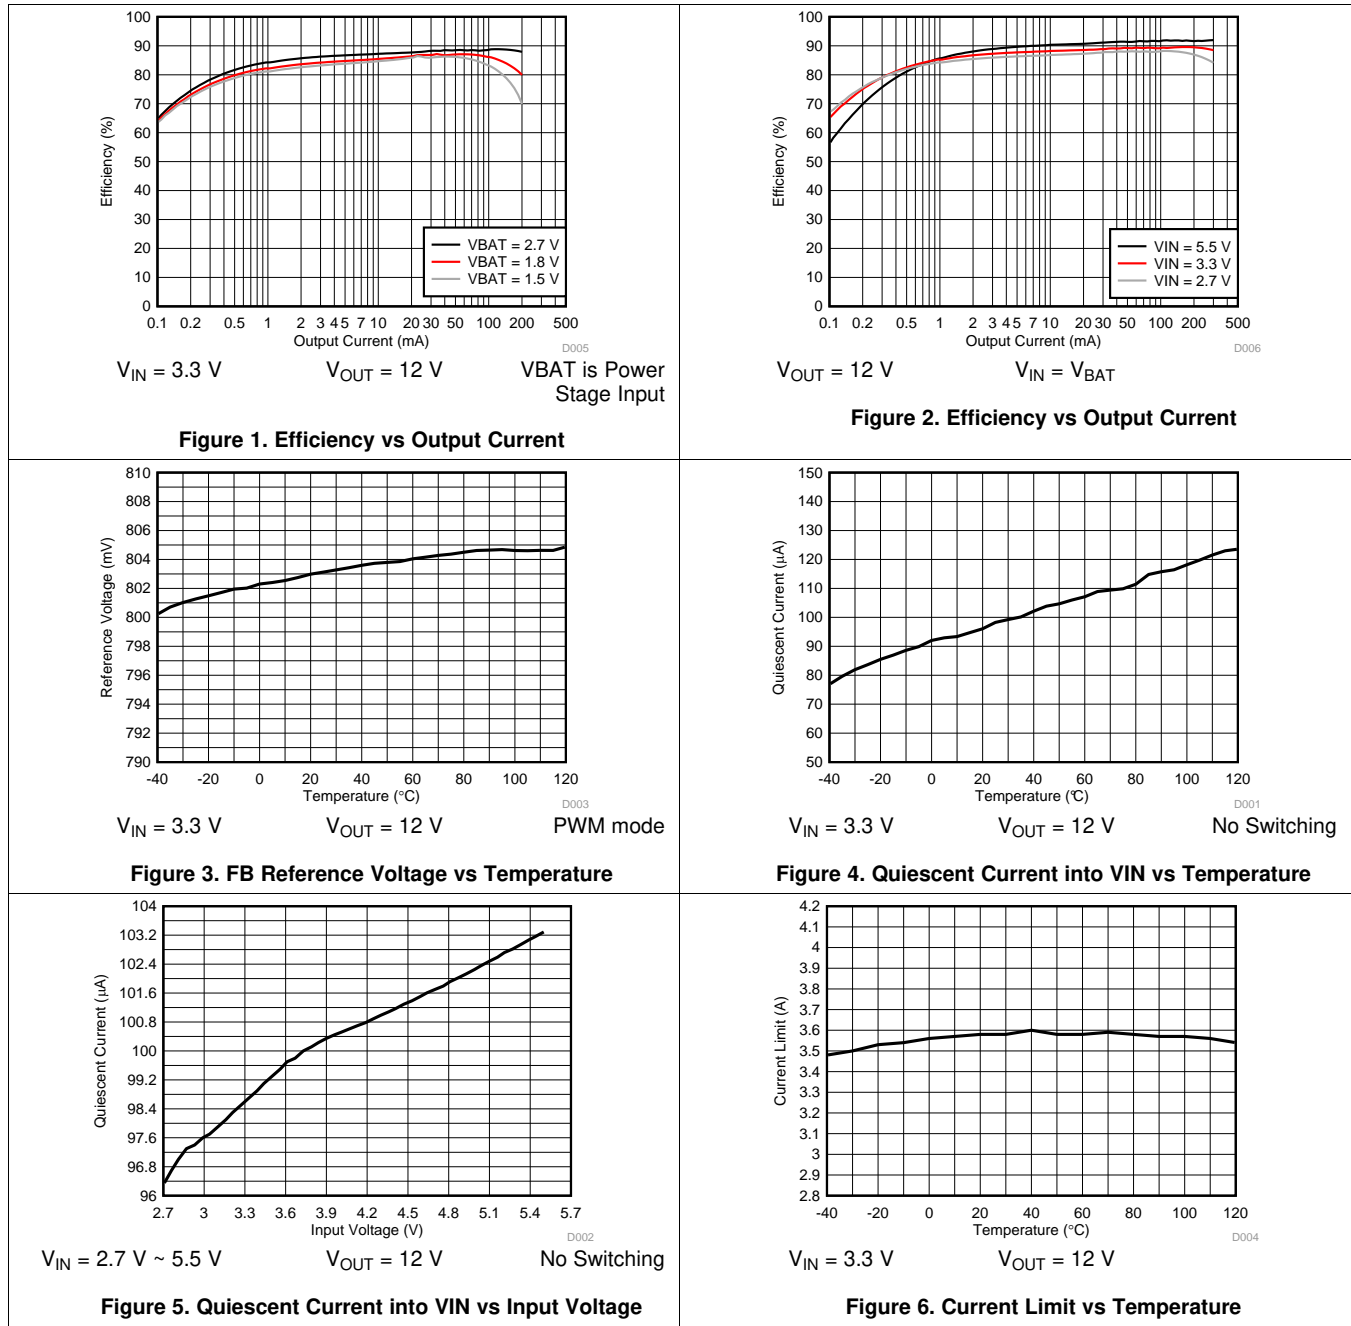 100
90
80
70
60
50
40
30
20
10
0
Efficiency (%)
VBAT = 2.7 V
VBAT = 1.8 V
VBAT = 1.5 V
0.1 0.2 0.5 1 2 3 4 5 7 10 20 30 50 100 200 500
Output Current (mA)
D005
VIN = 3.3 V VOUT = 12 V VBAT is Power
Stage Input
Figure 1. Efficiency vs Output Current
100
90
80
70
60
50
40
30
20
10
0
Efficiency (%)
VIN = 5.5 V
VIN = 3.3 V
VIN = 2.7 V
0.1 0.2 0.5 1 2 3 4 5 7 10 20 30 50 100 200 500
Output Current (mA)
D006
VOUT = 12 V VIN = VBAT
Figure 2. Efficiency vs Output Current
810
808
806
804
802
800
798
796
794
792
790
Reference Voltage (mV)
-40 -20 0 20 40 60 80 100 120
Temperature (°C)
D003
VIN = 3.3 V VOUT = 12 V PWM mode
Figure 3. FB Reference Voltage vs Temperature
150
140
130
120
110
100
90
80
70
60
50
Quiescent Current (µA)
-40 -20 0 20 40 60 80 100 120
Temperature (°C)
D001
VIN = 3.3 V VOUT = 12 V No Switching
Figure 4. Quiescent Current into VIN vs Temperature
104
103.2
102.4
101.6
100.8
100
99.2
98.4
97.6
96.8
96
Quiescent Current (µA)
2.7 3 3.3 3.6 3.9 4.2 4.5 4.8 5.1 5.4 5.7
Input Voltage (V)
D002
VIN = 2.7 V ~ 5.5 V VOUT = 12 V No Switching
Figure 5. Quiescent Current into VIN vs Input Voltage
4.2
4.1
4
3.9
3.8
3.7
3.6
3.5
3.4
3.3
3.2
3.1
3
2.9
2.8
Current Limit (A)
-40 -20 0 20 40 60 80 100 120
Temperature (°C)
D004
VIN = 3.3 V VOUT = 12 V
Figure 6. Current Limit vs Temperature